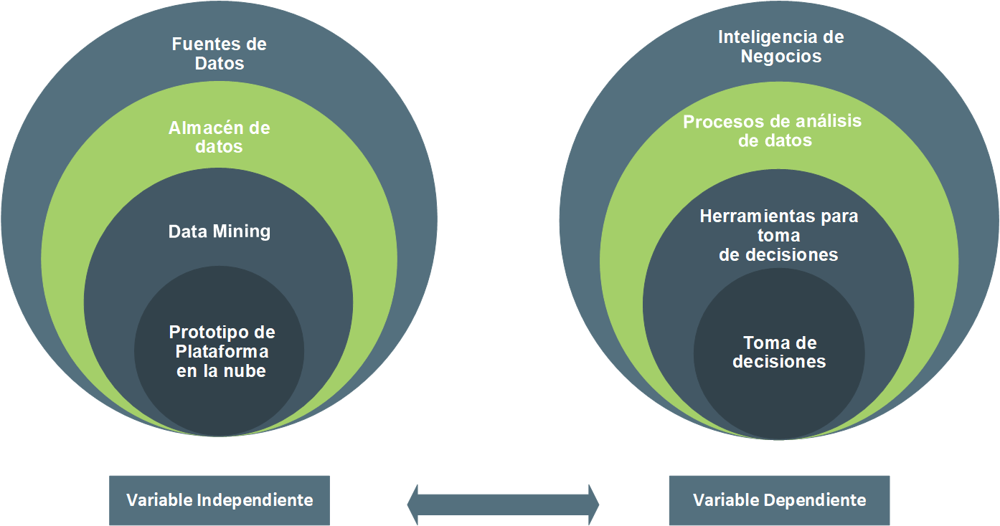 Fuentes de
Datos
Almacén de
datos
Data Mining
Prototipo de
Plataforma
en la nube
Inteligencia de
Negocios
Procesos de análisis
de datos
Herramientas para
toma
de decisiones
Toma de
decisiones
Variable Independiente
Variable Dependiente